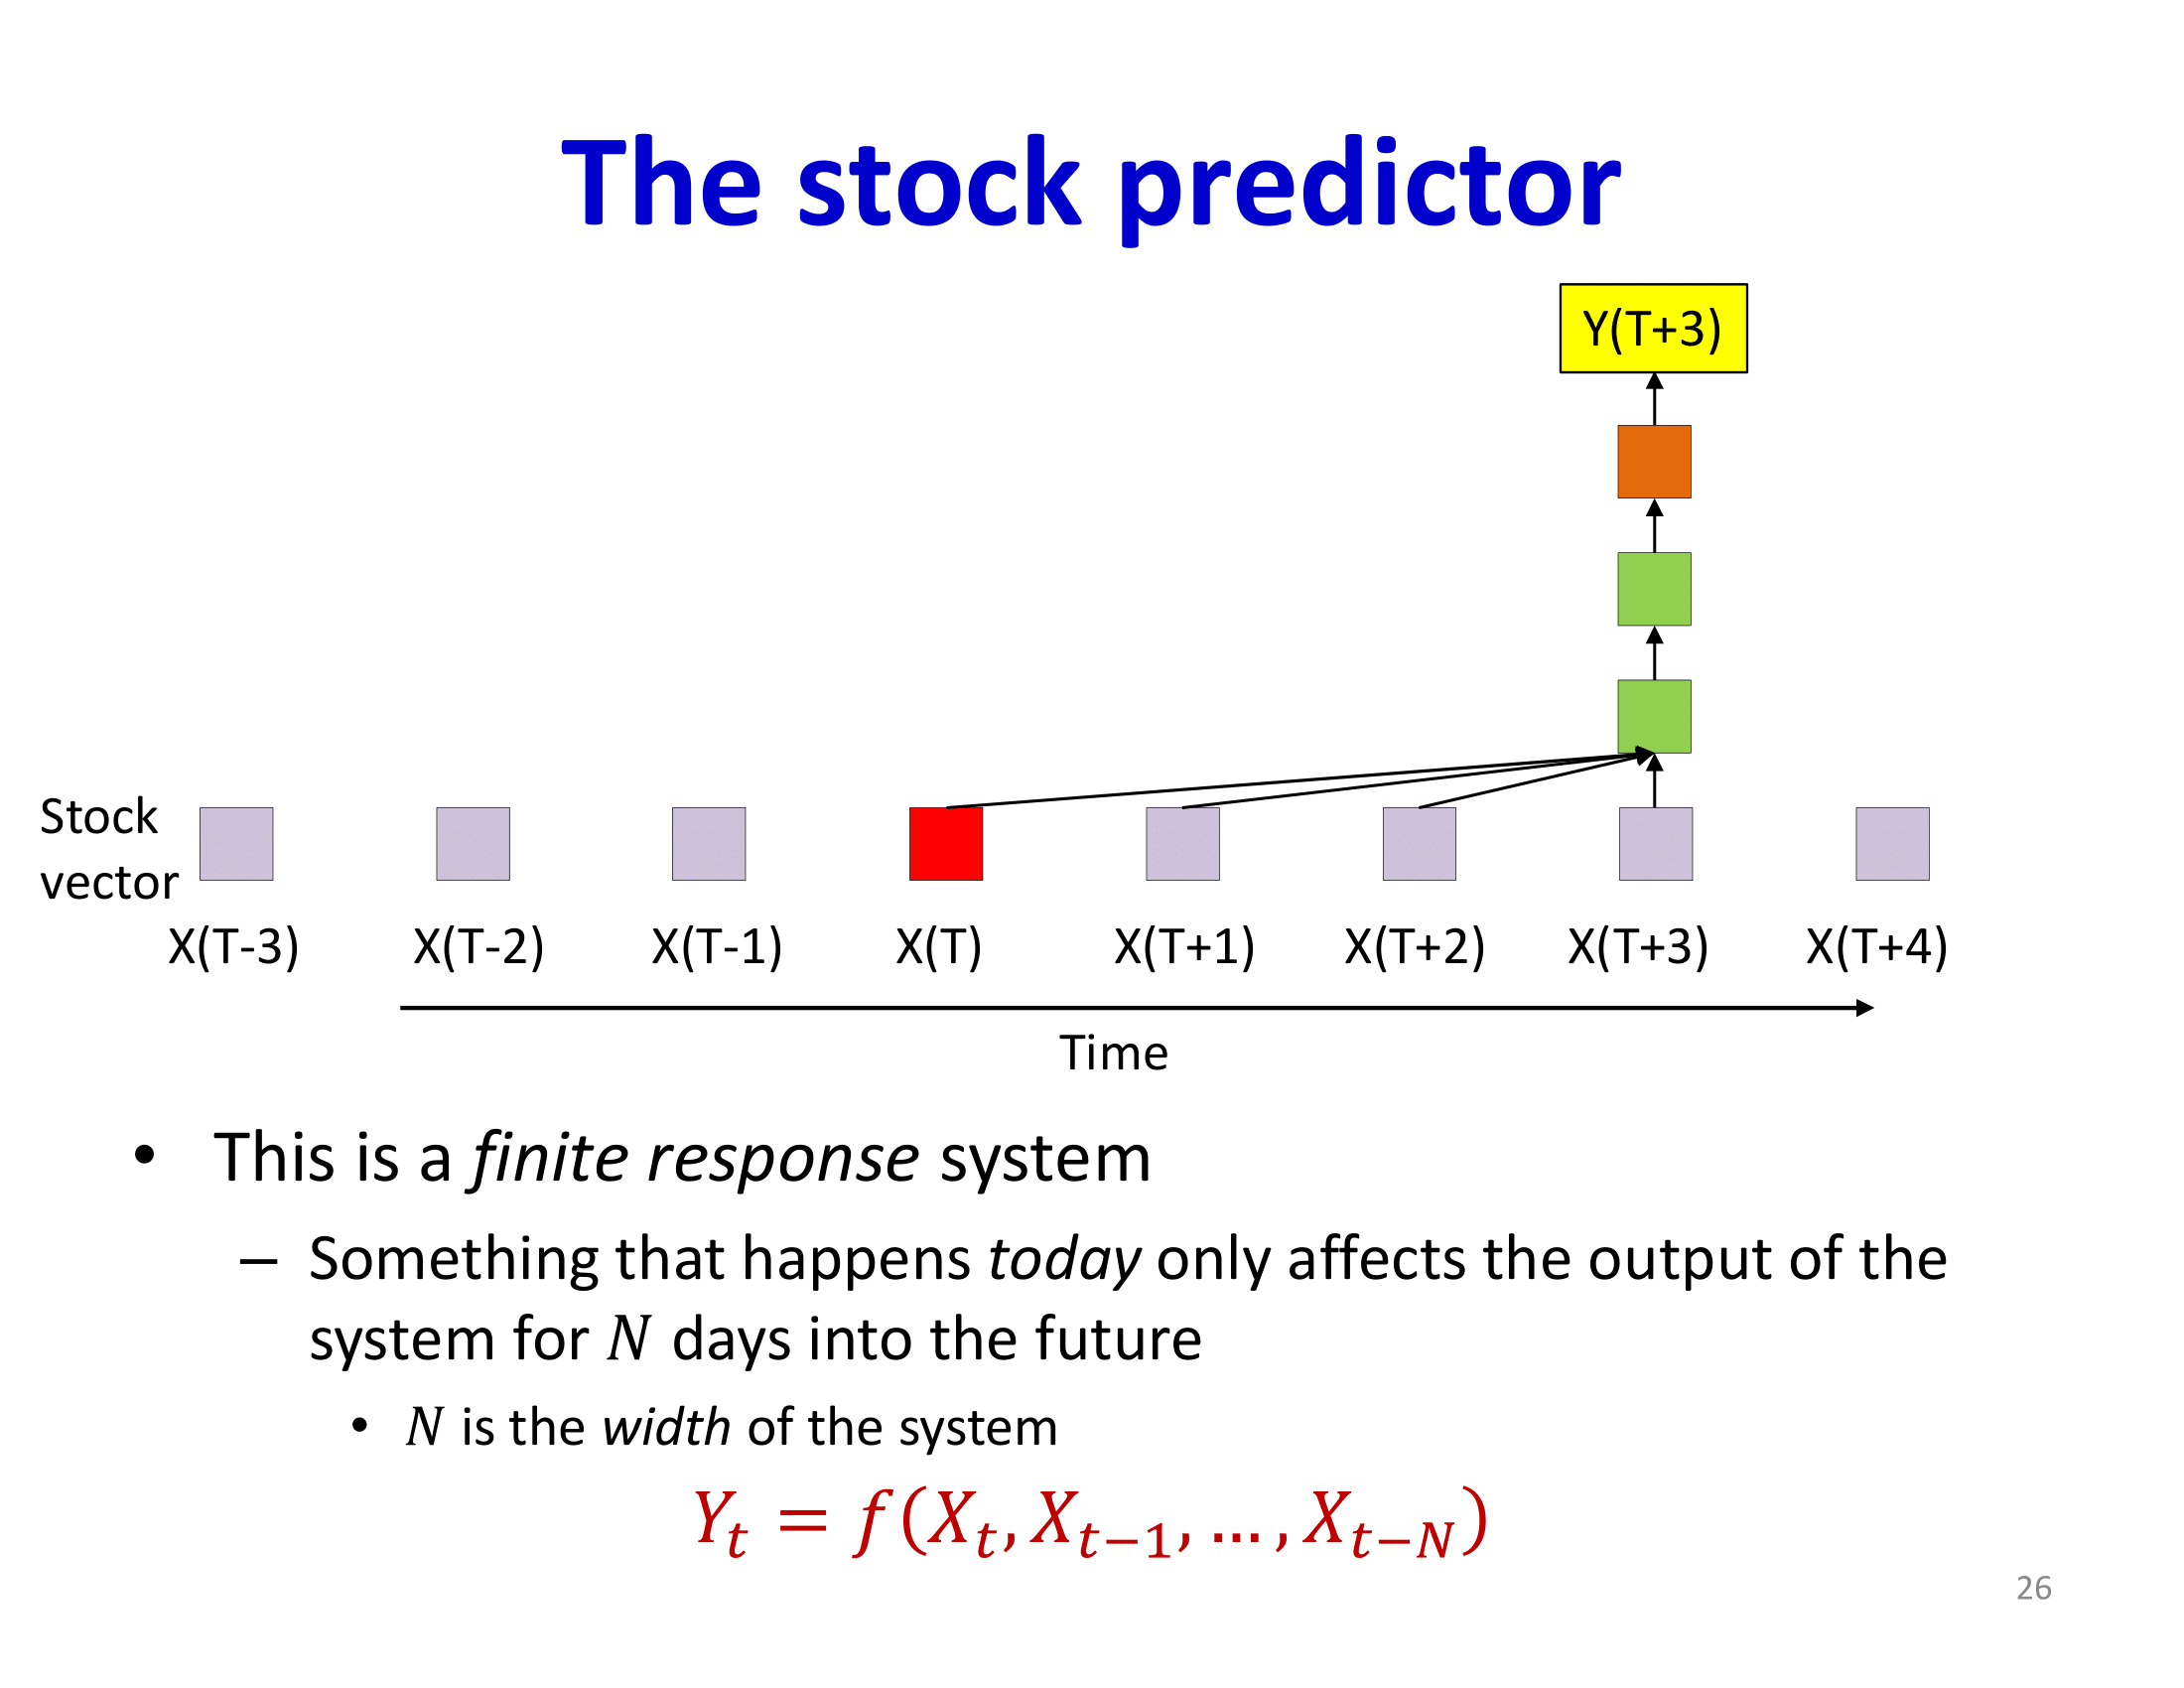 The stock predictor
Y(T+3)
Stock
vector
X(T-3) X(T-2) X(T-1) X(T) X(T+1) X(T+2) X(T+3) X(T+4)
Time
• This is a finite response system
– Something that happens today only affects the output of the
system for N days into the future
• N is the width of the system
Y_t = f(X_t, X_{t−1}, … , X_{t−N})
26